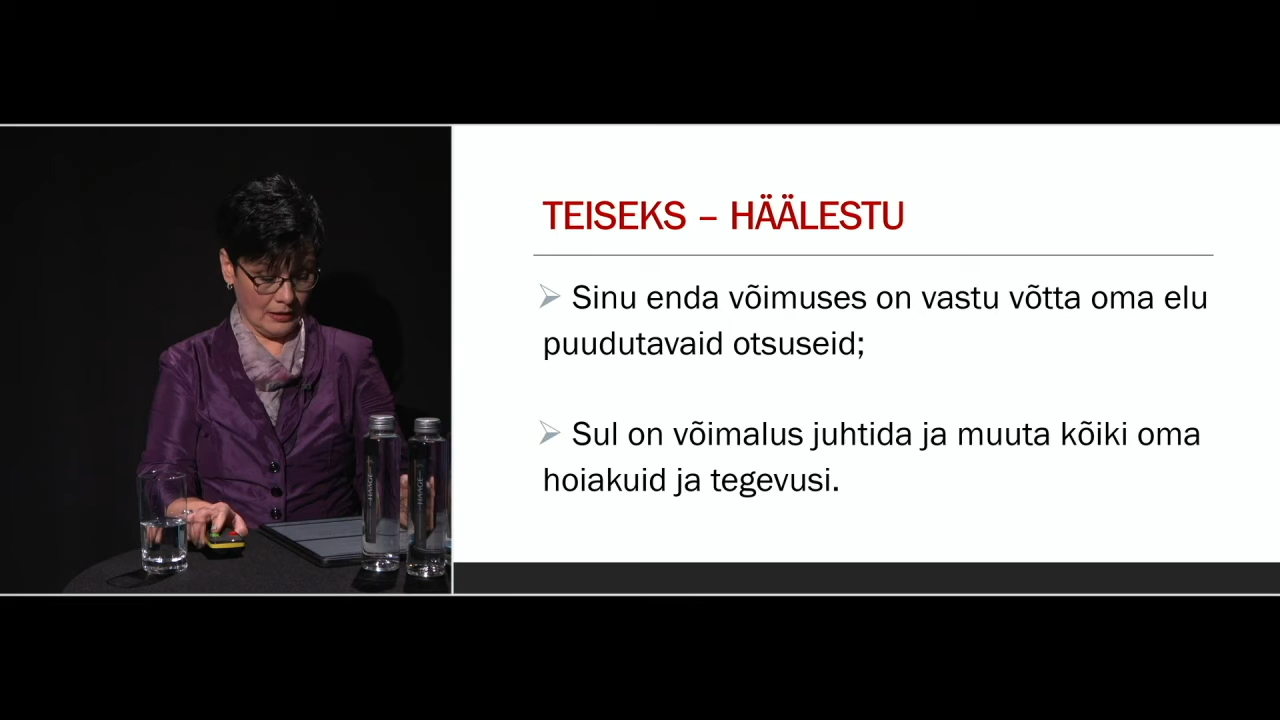 TEISEKS – HÄÄLESTU
➢ Sinu enda võimuses on vastu võtta oma elu
puudutavaid otsuseid;
➢ Sul on võimalus juhtida ja muuta kõiki oma
hoiakuid ja tegevusi.